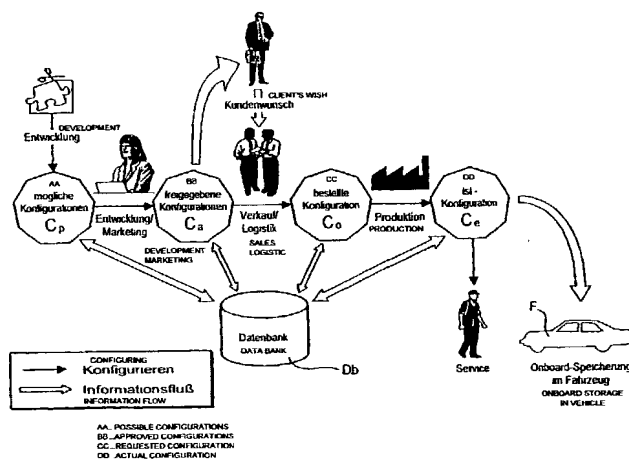 CLIENT'S WISH
Kundenwunsch
DEVELOPMENT
Entwicklung
AA
mögliche
Konfigurationen
Cp
Entwicklung/
Marketing
DEVELOPMENT
MARKETING
BB
freigegebene
Konfigurationen
Ca
Verkauf/
Logistik
SALES
LOGISTIC
CC
bestellte
Konfiguration
Co
Produktion
PRODUCTION
DD
Ist-
Konfiguration
Ce
Datenbank
DATA BANK
Db
Service
F
Onboard-Speicherung
im Fahrzeug
ONBOARD STORAGE
IN VEHICLE
CONFIGURING
Konfigurieren
Informationsfluß
INFORMATION FLOW
AA...POSSIBLE CONFIGURATIONS
BB...APPROVED CONFIGURATIONS
CC...REQUESTED CONFIGURATION
DD...ACTUAL CONFIGURATION